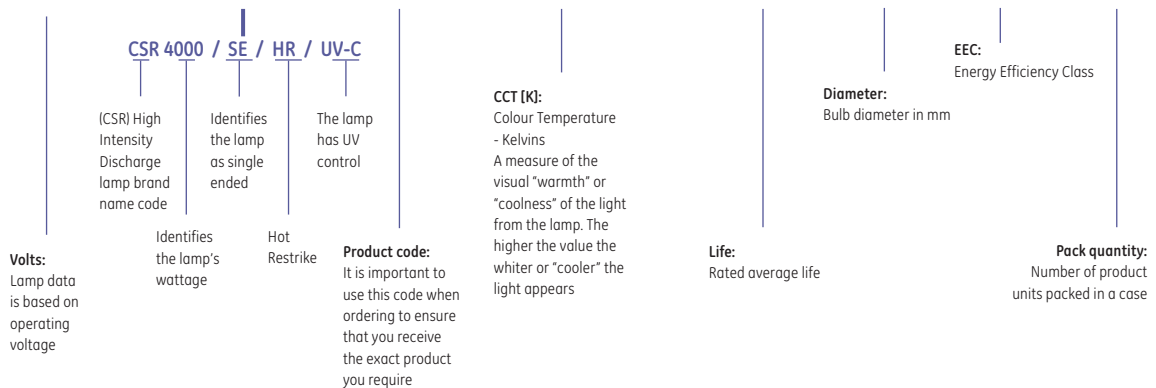 CSR 4000 / SE / HR / UV-C
(CSR) High
Intensity
Discharge
lamp brand
name code
Identifies
the lamp's
wattage
Identifies
the lamp
as single
ended
Hot
Restrike
The lamp
has UV
control
Volts:
Lamp data
is based on
operating
voltage
Product code:
It is important to
use this code when
ordering to ensure
that you receive
the exact product
you require
CCT [K]:
Colour Temperature
- Kelvins
A measure of the
visual "warmth" or
"coolness" of the light
from the lamp. The
higher the value the
whiter or "cooler" the
light appears
Life:
Rated average life
Diameter:
Bulb diameter in mm
EEC:
Energy Efficiency Class
Pack quantity:
Number of product
units packed in a case